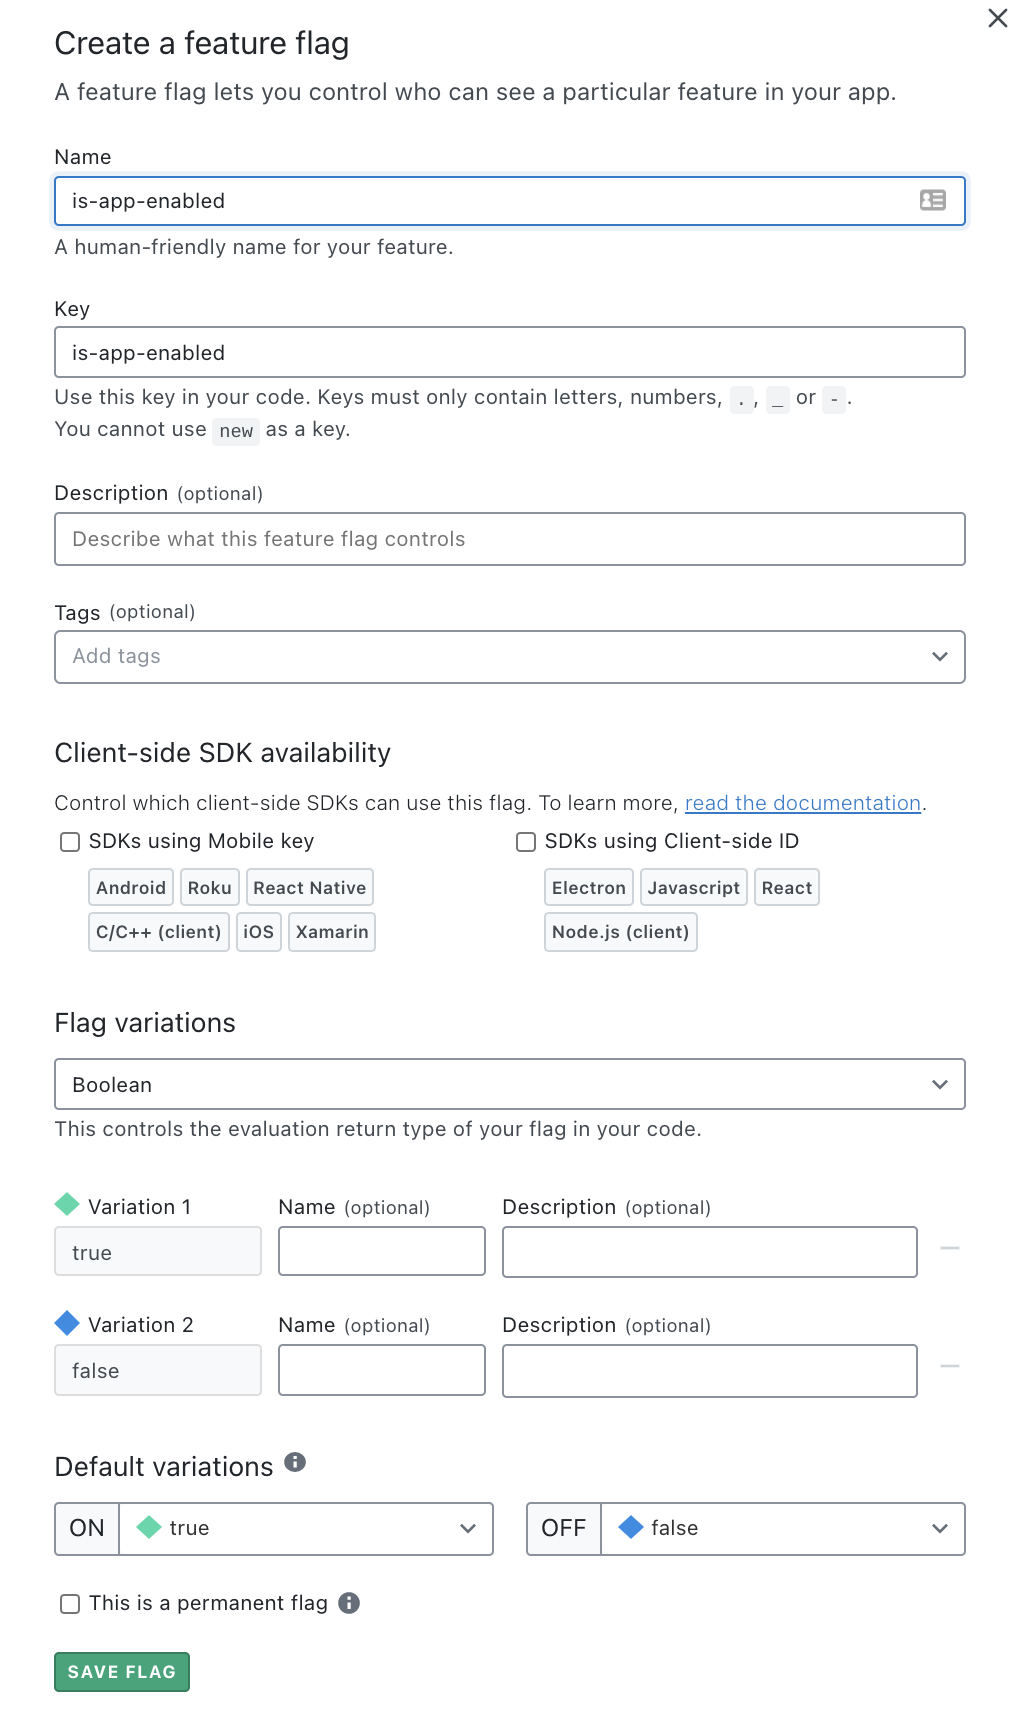 Create a feature flag
A feature flag lets you control who can see a particular feature in your app.
Name
is-app-enabled
A human-friendly name for your feature.
Key
is-app-enabled
Use this key in your code. Keys must only contain letters, numbers, . , _ or - .
You cannot use new as a key.
Description (optional)
Describe what this feature flag controls
Tags (optional)
Add tags
Client-side SDK availability
Control which client-side SDKs can use this flag. To learn more, read the documentation.
SDKs using Mobile key
Android Roku React Native
C/C++ (client) iOS Xamarin
SDKs using Client-side ID
Electron Javascript React
Node.js (client)
Flag variations
Boolean
This controls the evaluation return type of your flag in your code.
Variation 1 Name (optional) Description (optional)
true
Variation 2 Name (optional) Description (optional)
false
Default variations
ON true OFF false
This is a permanent flag
SAVE FLAG